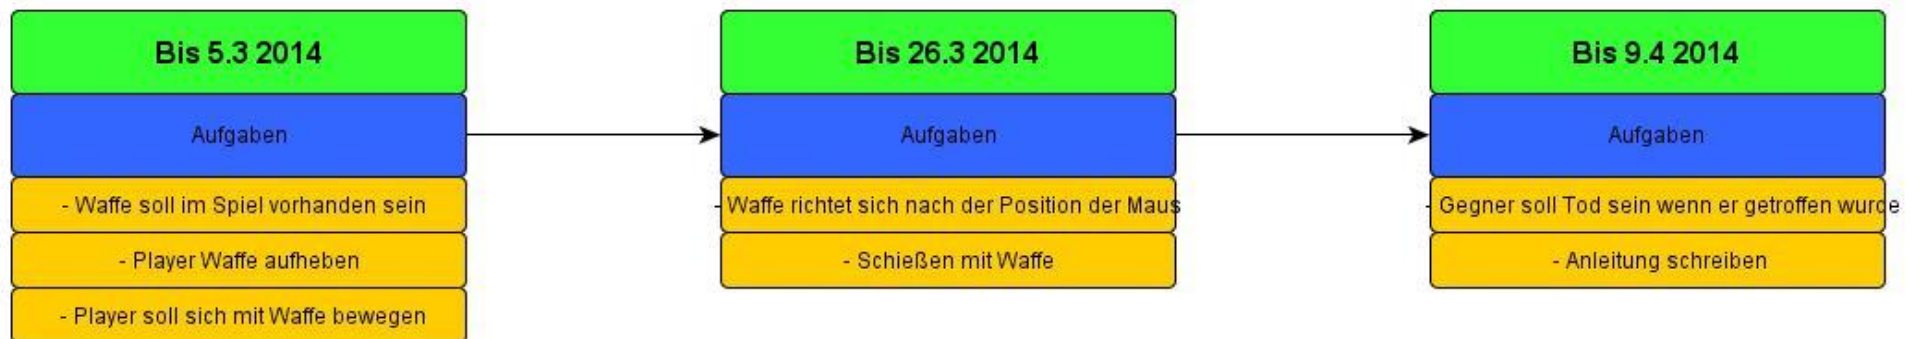 Bis 5.3 2014
Aufgaben
- Waffe soll im Spiel vorhanden sein
- Player Waffe aufheben
- Player soll sich mit Waffe bewegen
Bis 26.3 2014
Aufgaben
- Waffe richtet sich nach der Position der Maus
- Schießen mit Waffe
Bis 9.4 2014
Aufgaben
- Gegner soll Tod sein wenn er getroffen wurde
- Anleitung schreiben